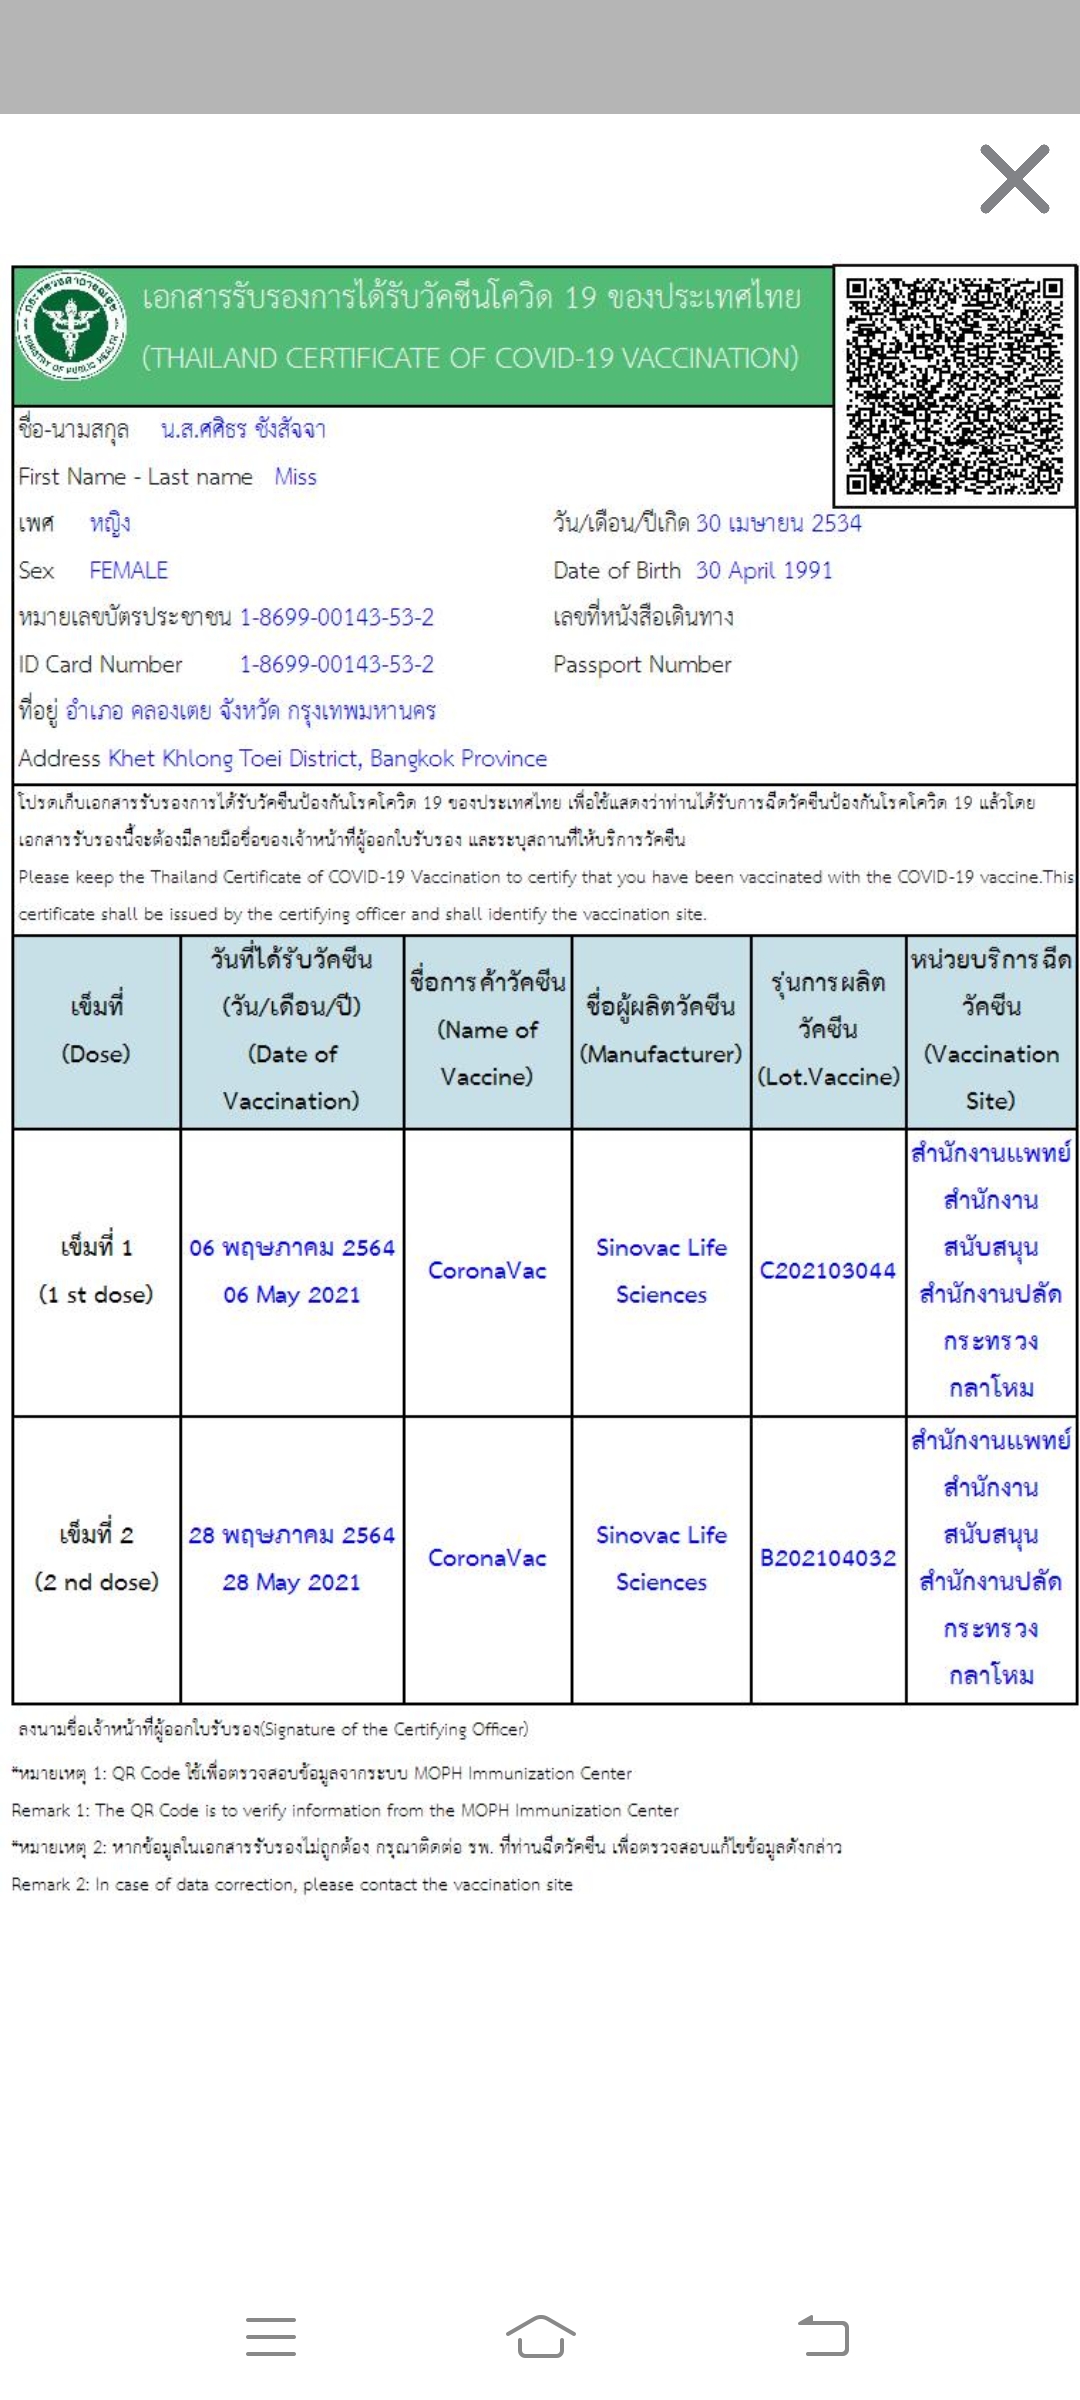 เอกสารรับรองการได้รับวัคซีนโควิด 19 ของประเทศไทย
(THAILAND CERTIFICATE OF COVID-19 VACCINATION)
กระทรวงสาธารณสุข
MINISTRY OF PUBLIC HEALTH
ชื่อ-นามสกุล น.ส.ศศิธร ชังสัจจา
First Name - Last name Miss
เพศ หญิง วัน/เดือน/ปีเกิด 30 เมษายน 2534
Sex FEMALE Date of Birth 30 April 1991
หมายเลขบัตรประชาชน 1-8699-00143-53-2 เลขที่หนังสือเดินทาง
ID Card Number 1-8699-00143-53-2 Passport Number
ที่อยู่ อำเภอ คลองเตย จังหวัด กรุงเทพมหานคร
Address Khet Khlong Toei District, Bangkok Province
โปรดเก็บเอกสารรับรองการได้รับวัคซีนป้องกันโรคโควิด 19 ของประเทศไทย เพื่อใช้แสดงว่าท่านได้รับการฉีดวัคซีนป้องกันโรคโควิด 19 แล้วโดย
เอกสารรับรองนี้จะต้องมีลายมือชื่อของเจ้าหน้าที่ผู้ออกใบรับรอง และระบุสถานที่ให้บริการวัคซีน
Please keep the Thailand Certificate of COVID-19 Vaccination to certify that you have been vaccinated with the COVID-19 vaccine.This
certificate shall be issued by the certifying officer and shall identify the vaccination site.
เข็มที่
(Dose)
วันที่ได้รับวัคซีน
(วัน/เดือน/ปี)
(Date of
Vaccination)
ชื่อการค้าวัคซีน
(Name of
Vaccine)
ชื่อผู้ผลิตวัคซีน
(Manufacturer)
รุ่นการผลิต
วัคซีน
(Lot.Vaccine)
หน่วยบริการฉีด
วัคซีน
(Vaccination
Site)
เข็มที่ 1
(1 st dose)
06 พฤษภาคม 2564
06 May 2021
CoronaVac
Sinovac Life
Sciences
C202103044
สำนักงานแพทย์
สำนักงาน
สนับสนุน
สำนักงานปลัด
กระทรวง
กลาโหม
เข็มที่ 2
(2 nd dose)
28 พฤษภาคม 2564
28 May 2021
CoronaVac
Sinovac Life
Sciences
B202104032
สำนักงานแพทย์
สำนักงาน
สนับสนุน
สำนักงานปลัด
กระทรวง
กลาโหม
ลงนามชื่อเจ้าหน้าที่ผู้ออกใบรับรอง(Signature of the Certifying Officer)
*หมายเหตุ 1: QR Code ใช้เพื่อตรวจสอบข้อมูลจากระบบ MOPH Immunization Center
Remark 1: The QR Code is to verify information from the MOPH Immunization Center
*หมายเหตุ 2: หากข้อมูลในเอกสารรับรองไม่ถูกต้อง กรุณาติดต่อ รพ. ที่ท่านฉีดวัคซีน เพื่อตรวจสอบแก้ไขข้อมูลดังกล่าว
Remark 2: In case of data correction, please contact the vaccination site